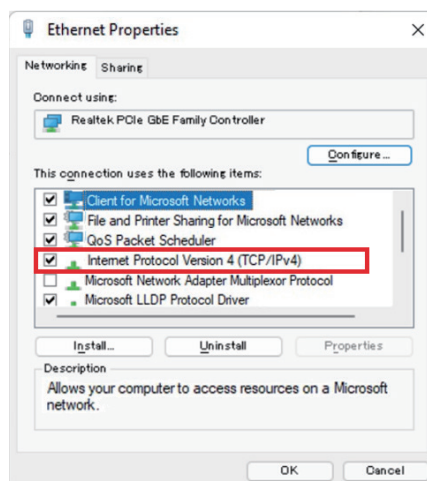 Ethernet Properties
Networking Sharing
Connect using:
Realtek PCIe GbE Family Controller
Configure...
This connection uses the following items:
Client for Microsoft Networks
File and Printer Sharing for Microsoft Networks
QoS Packet Scheduler
Internet Protocol Version 4 (TCP/IPv4)
Microsoft Network Adapter Multiplexor Protocol
Microsoft LLDP Protocol Driver
Install... Uninstall Properties
Description
Allows your computer to access resources on a Microsoft
network.
OK Cancel